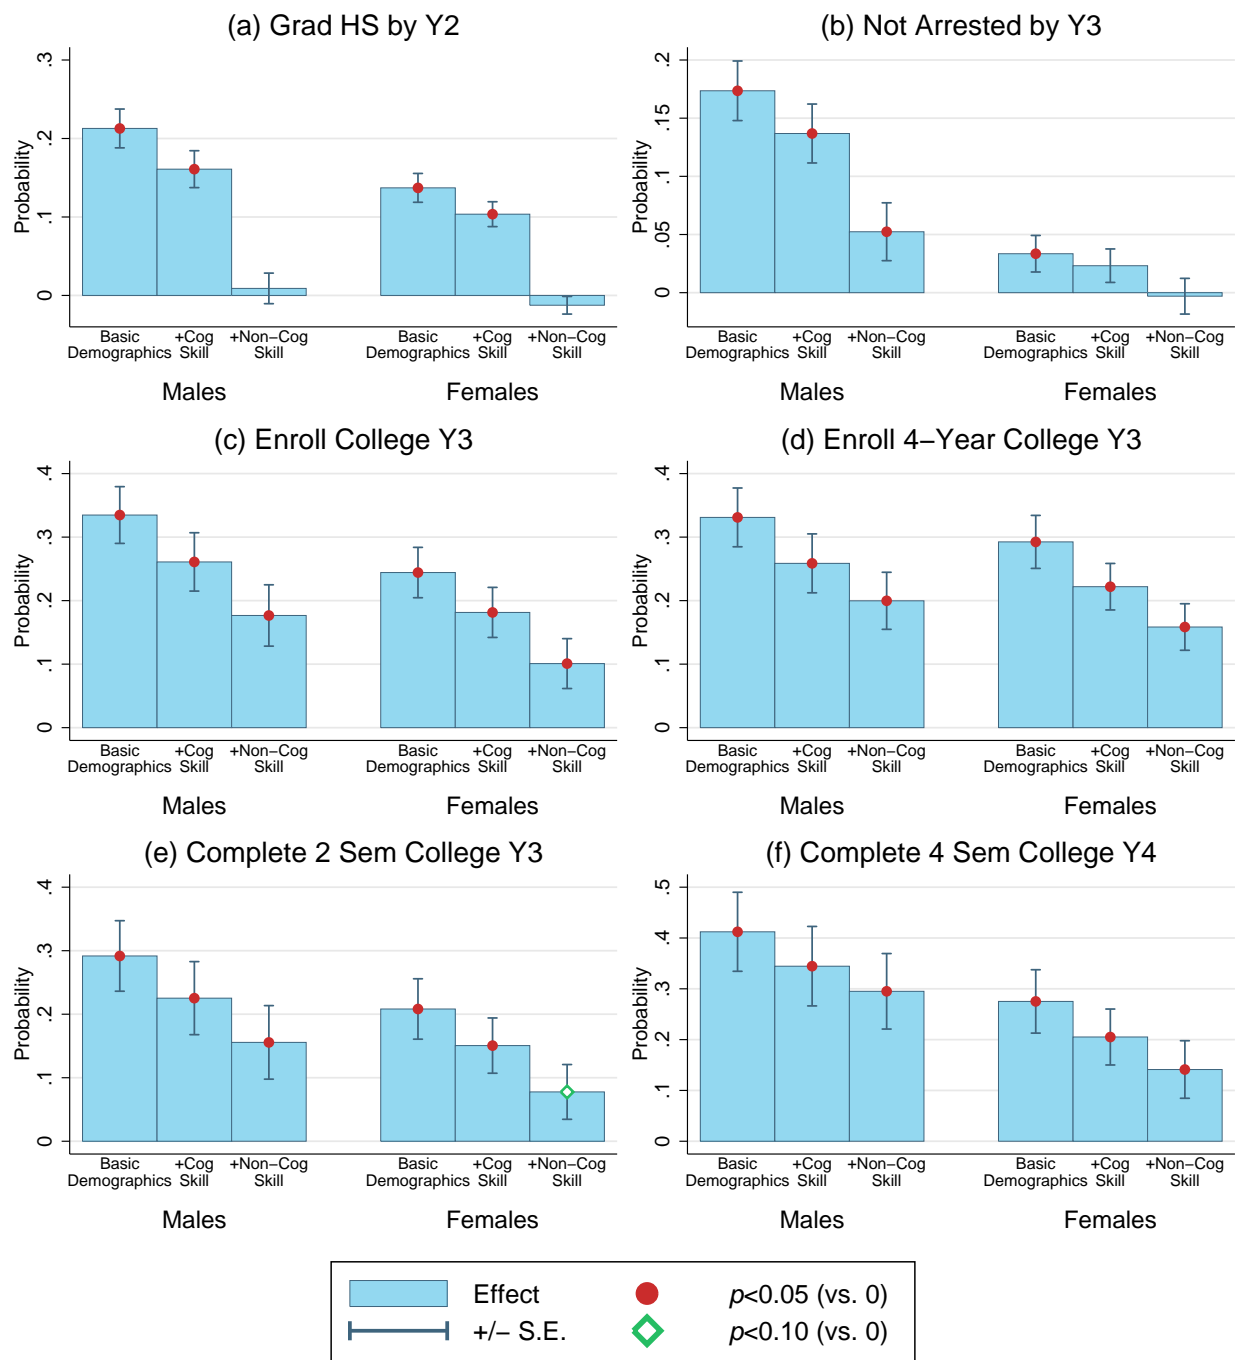 (a) Grad HS by Y2
Probability
.3
.2
.1
0
Basic Demographics
+Cog Skill
+Non−Cog Skill
Basic Demographics
+Cog Skill
+Non−Cog Skill
Males
Females
(b) Not Arrested by Y3
Probability
.2
.15
.1
.05
0
Basic Demographics
+Cog Skill
+Non−Cog Skill
Basic Demographics
+Cog Skill
+Non−Cog Skill
Males
Females
(c) Enroll College Y3
Probability
.4
.3
.2
.1
0
Basic Demographics
+Cog Skill
+Non−Cog Skill
Basic Demographics
+Cog Skill
+Non−Cog Skill
Males
Females
(d) Enroll 4−Year College Y3
Probability
.4
.3
.2
.1
0
Basic Demographics
+Cog Skill
+Non−Cog Skill
Basic Demographics
+Cog Skill
+Non−Cog Skill
Males
Females
(e) Complete 2 Sem College Y3
Probability
.4
.3
.2
.1
0
Basic Demographics
+Cog Skill
+Non−Cog Skill
Basic Demographics
+Cog Skill
+Non−Cog Skill
Males
Females
(f) Complete 4 Sem College Y4
Probability
.5
.4
.3
.2
.1
0
Basic Demographics
+Cog Skill
+Non−Cog Skill
Basic Demographics
+Cog Skill
+Non−Cog Skill
Males
Females
Effect
p<0.05 (vs. 0)
+/− S.E.
p<0.10 (vs. 0)